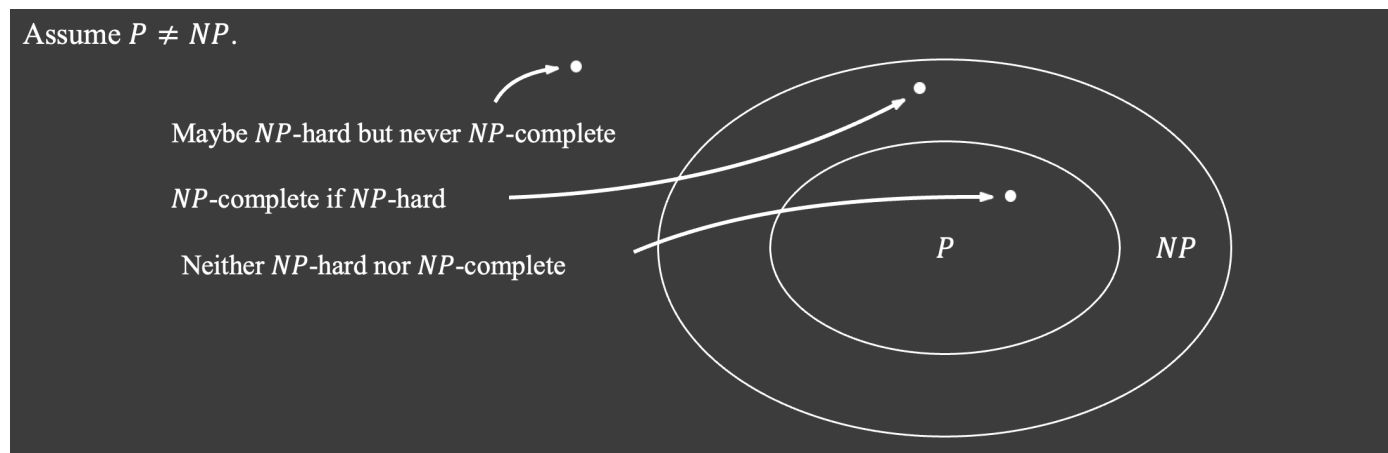 Assume P ≠ NP.
Maybe NP-hard but never NP-complete
NP-complete if NP-hard
Neither NP-hard nor NP-complete
P
NP